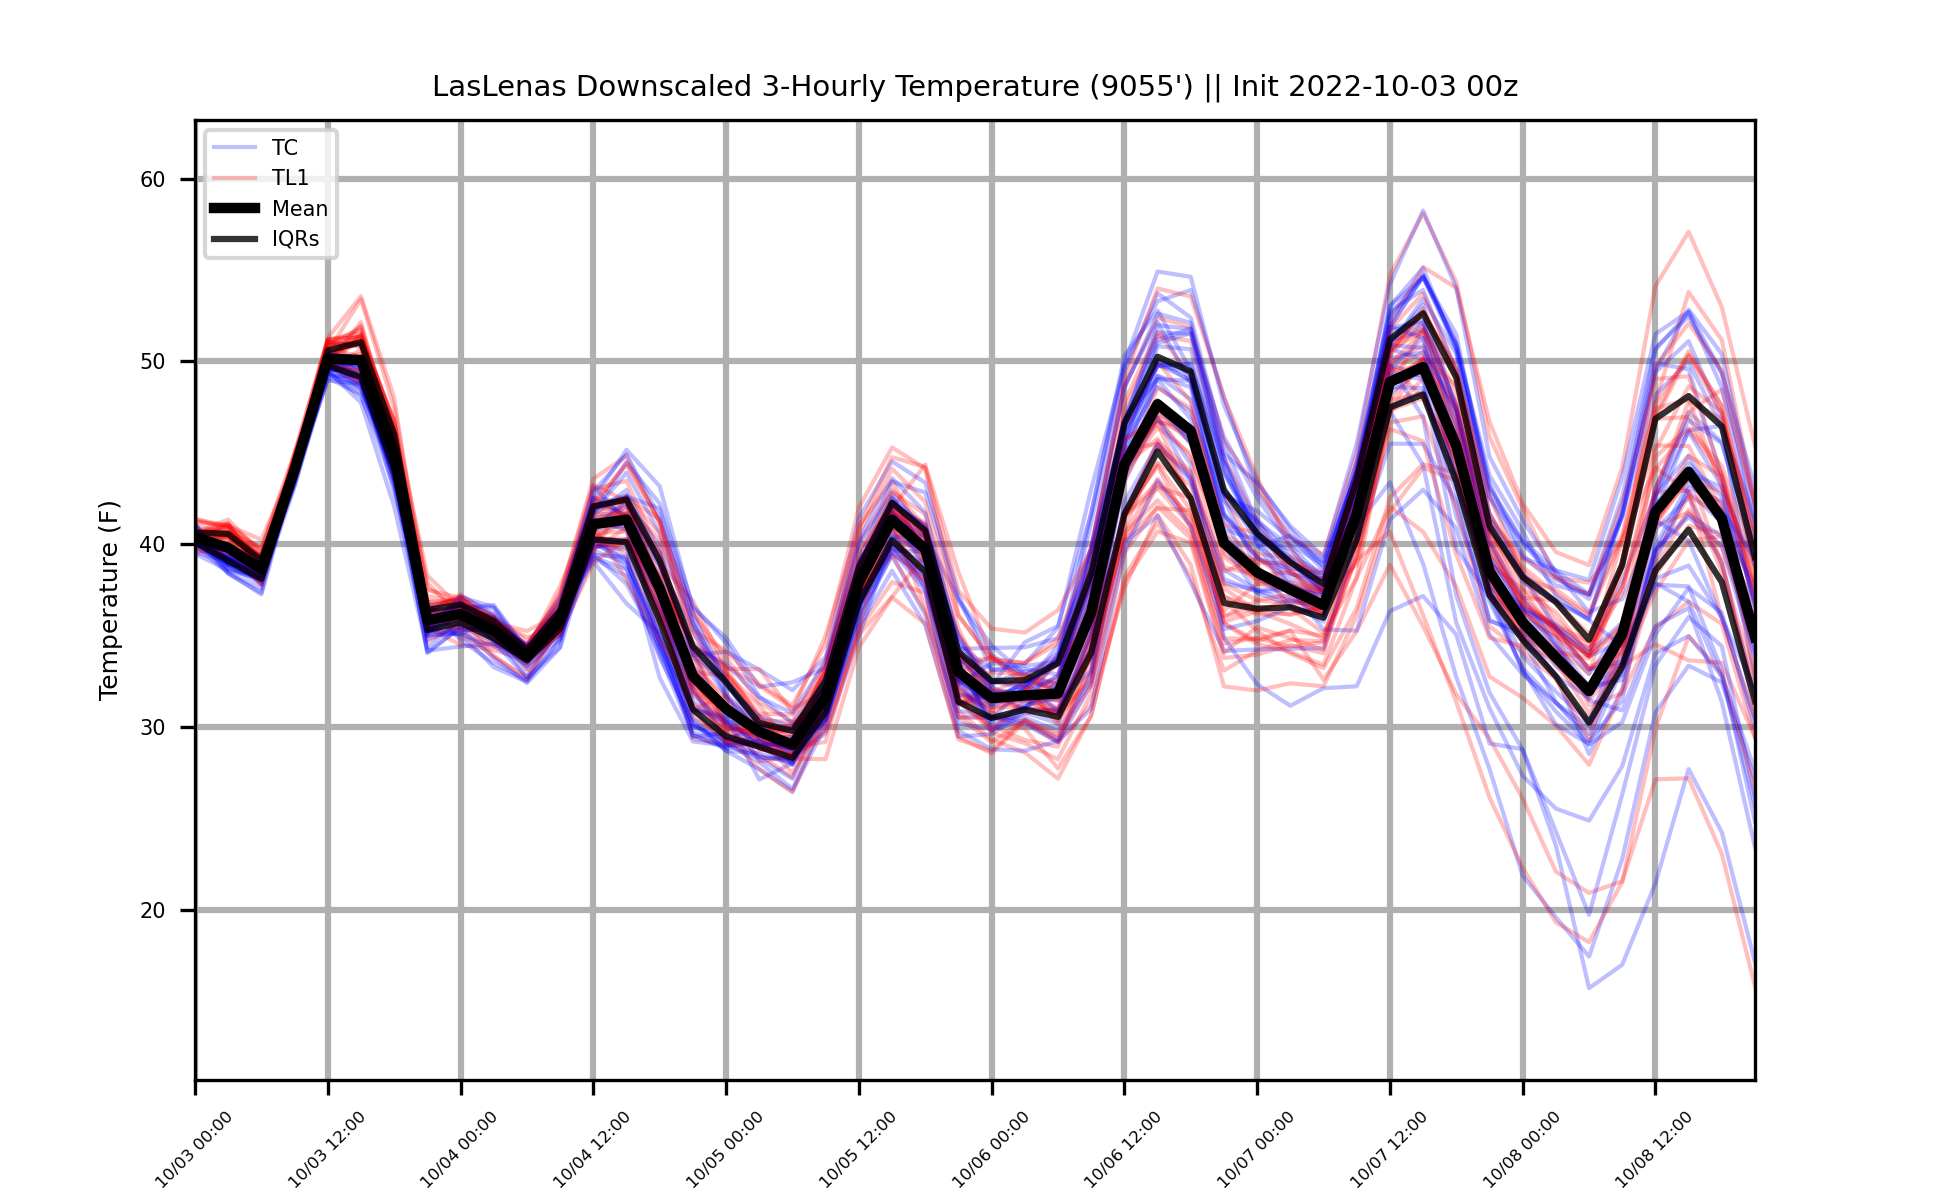 LasLenas Downscaled 3-Hourly Temperature (9055') || Init 2022-10-03 00z
TC
TL1
Mean
IQRs
Temperature (F)
60
50
40
30
20
10/03 00:00
10/03 12:00
10/04 00:00
10/04 12:00
10/05 00:00
10/05 12:00
10/06 00:00
10/06 12:00
10/07 00:00
10/07 12:00
10/08 00:00
10/08 12:00